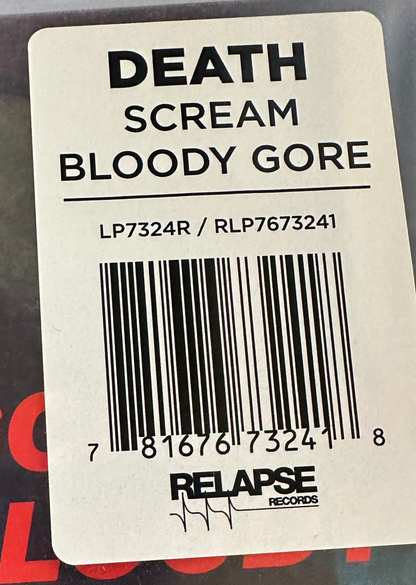 DEATH
SCREAM
BLOODY GORE
LP7324R / RLP7673241
7 81676 73241 8
RELAPSE
RECORDS